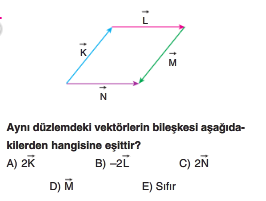 L
K
M
N
Aynı düzlemdeki vektörlerin bileşkesi aşağıda-
kilerden hangisine eşittir?
A) 2K⃗ B) –2L⃗ C) 2N⃗
D) M⃗ E) Sıfır